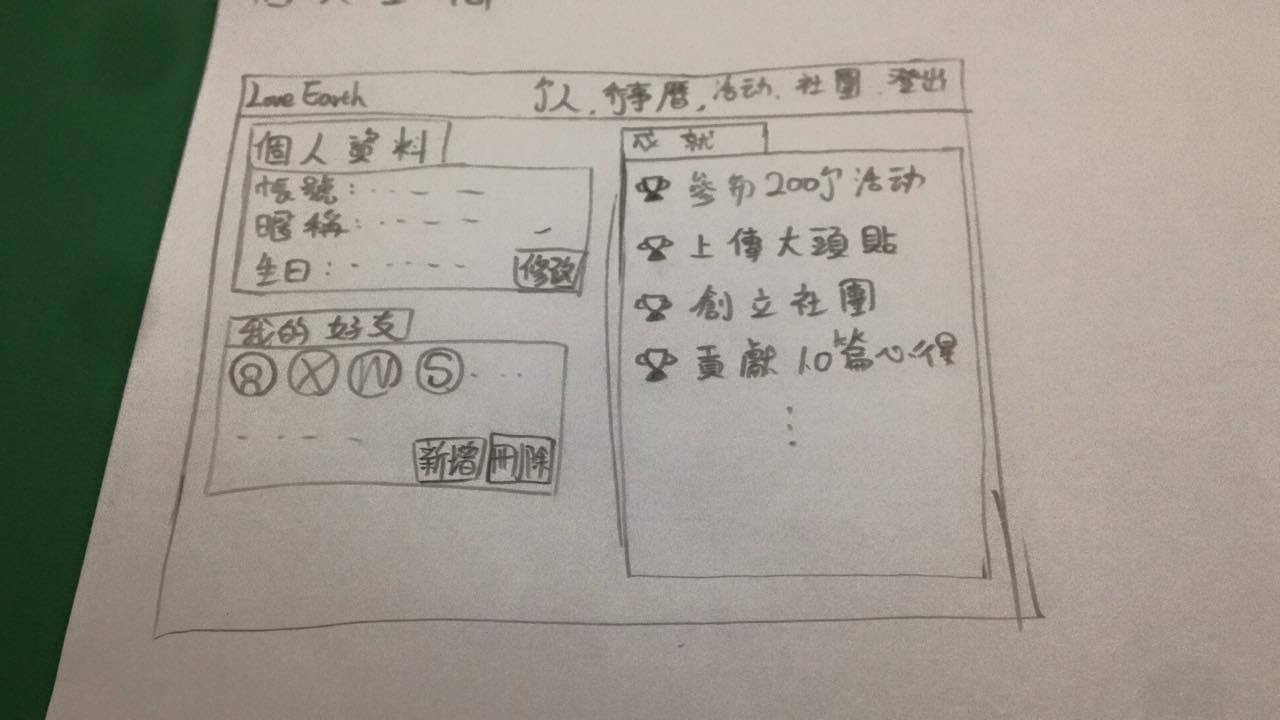 Love Earth 个人, 行事曆, 活动, 社團, 登出
個人資料
帳號: ‥‥
暱稱: ‥‥
生日: ‥‥
修改
我的好友
8 X W S ...
新增 刪除
成就
參加200个活动
上傳大頭貼
創立社團
貢獻10篇心得
⋮